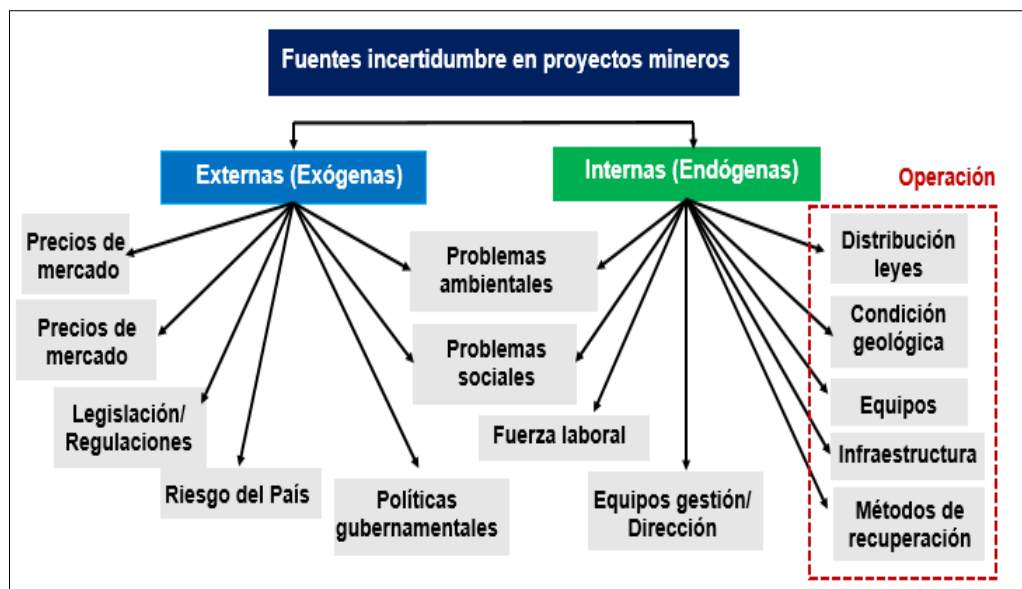 Fuentes incertidumbre en proyectos mineros
Externas (Exógenas)
Internas (Endógenas)
Operación
Precios de
mercado
Precios de
mercado
Legislación/
Regulaciones
Riesgo del País
Políticas
gubernamentales
Problemas
ambientales
Problemas
sociales
Fuerza laboral
Equipos gestión/
Dirección
Distribución
leyes
Condición
geológica
Equipos
Infraestructura
Métodos de
recuperación